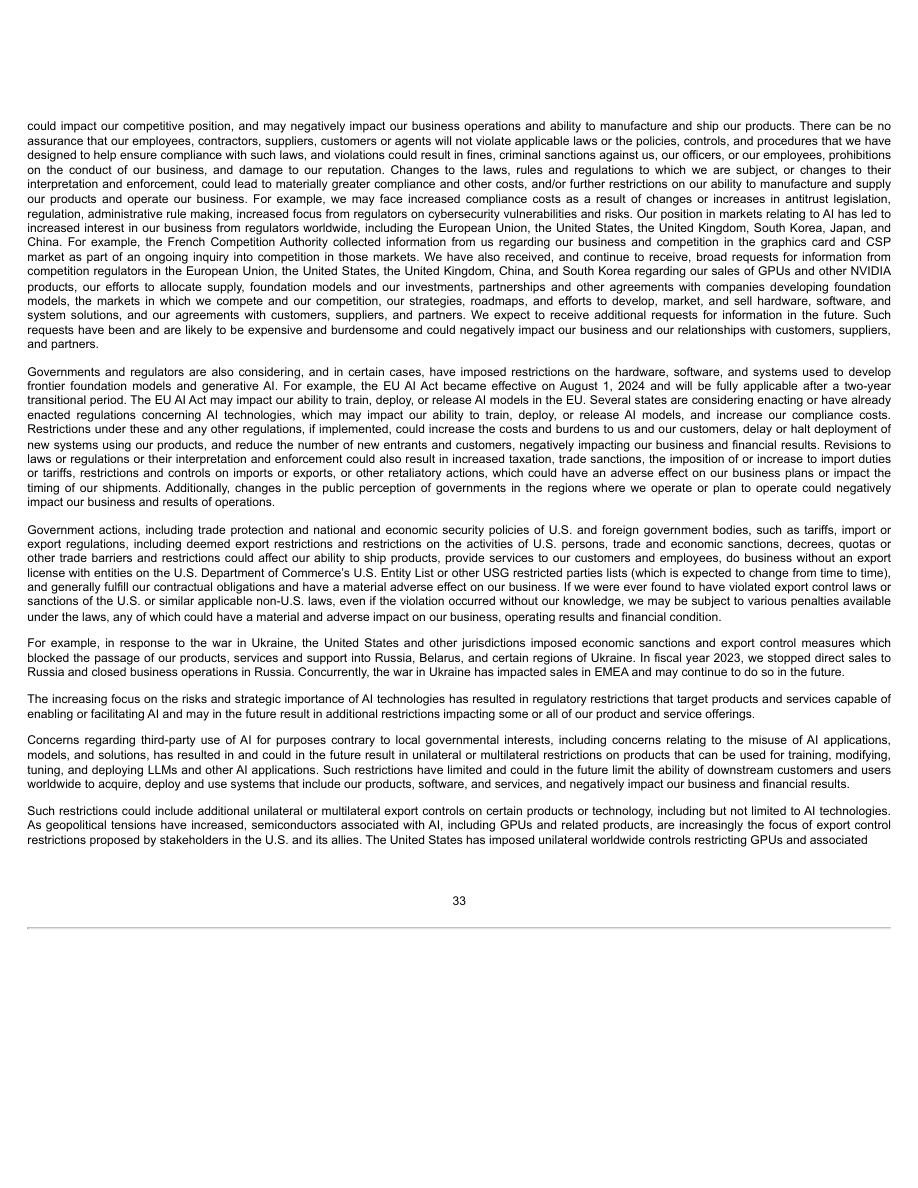 could impact our competitive position, and may negatively impact our business operations and ability to manufacture and ship our products. There can be no
assurance that our employees, contractors, suppliers, customers or agents will not violate applicable laws or the policies, controls, and procedures that we have
designed to help ensure compliance with such laws, and violations could result in fines, criminal sanctions against us, our officers, or our employees, prohibitions
on the conduct of our business, and damage to our reputation. Changes to the laws, rules and regulations to which we are subject, or changes to their
interpretation and enforcement, could lead to materially greater compliance and other costs, and/or further restrictions on our ability to manufacture and supply
our products and operate our business. For example, we may face increased compliance costs as a result of changes or increases in antitrust legislation,
regulation, administrative rule making, increased focus from regulators on cybersecurity vulnerabilities and risks. Our position in markets relating to AI has led to
increased interest in our business from regulators worldwide, including the European Union, the United States, the United Kingdom, South Korea, Japan, and
China. For example, the French Competition Authority collected information from us regarding our business and competition in the graphics card and CSP
market as part of an ongoing inquiry into competition in those markets. We have also received, and continue to receive, broad requests for information from
competition regulators in the European Union, the United States, the United Kingdom, China, and South Korea regarding our sales of GPUs and other NVIDIA
products, our efforts to allocate supply, foundation models and our investments, partnerships and other agreements with companies developing foundation
models, the markets in which we compete and our competition, our strategies, roadmaps, and efforts to develop, market, and sell hardware, software, and
system solutions, and our agreements with customers, suppliers, and partners. We expect to receive additional requests for information in the future. Such
requests have been and are likely to be expensive and burdensome and could negatively impact our business and our relationships with customers, suppliers,
and partners.
Governments and regulators are also considering, and in certain cases, have imposed restrictions on the hardware, software, and systems used to develop
frontier foundation models and generative AI. For example, the EU AI Act became effective on August 1, 2024 and will be fully applicable after a two-year
transitional period. The EU AI Act may impact our ability to train, deploy, or release AI models in the EU. Several states are considering enacting or have already
enacted regulations concerning AI technologies, which may impact our ability to train, deploy, or release AI models, and increase our compliance costs.
Restrictions under these and any other regulations, if implemented, could increase the costs and burdens to us and our customers, delay or halt deployment of
new systems using our products, and reduce the number of new entrants and customers, negatively impacting our business and financial results. Revisions to
laws or regulations or their interpretation and enforcement could also result in increased taxation, trade sanctions, the imposition of or increase to import duties
or tariffs, restrictions and controls on imports or exports, or other retaliatory actions, which could have an adverse effect on our business plans or impact the
timing of our shipments. Additionally, changes in the public perception of governments in the regions where we operate or plan to operate could negatively
impact our business and results of operations.
Government actions, including trade protection and national and economic security policies of U.S. and foreign government bodies, such as tariffs, import or
export regulations, including deemed export restrictions and restrictions on the activities of U.S. persons, trade and economic sanctions, decrees, quotas or
other trade barriers and restrictions could affect our ability to ship products, provide services to our customers and employees, do business without an export
license with entities on the U.S. Department of Commerce's U.S. Entity List or other USG restricted parties lists (which is expected to change from time to time),
and generally fulfill our contractual obligations and have a material adverse effect on our business. If we were ever found to have violated export control laws or
sanctions of the U.S. or similar applicable non-U.S. laws, even if the violation occurred without our knowledge, we may be subject to various penalties available
under the laws, any of which could have a material and adverse impact on our business, operating results and financial condition.
For example, in response to the war in Ukraine, the United States and other jurisdictions imposed economic sanctions and export control measures which
blocked the passage of our products, services and support into Russia, Belarus, and certain regions of Ukraine. In fiscal year 2023, we stopped direct sales to
Russia and closed business operations in Russia. Concurrently, the war in Ukraine has impacted sales in EMEA and may continue to do so in the future.
The increasing focus on the risks and strategic importance of AI technologies has resulted in regulatory restrictions that target products and services capable of
enabling or facilitating AI and may in the future result in additional restrictions impacting some or all of our product and service offerings.
Concerns regarding third-party use of AI for purposes contrary to local governmental interests, including concerns relating to the misuse of AI applications,
models, and solutions, has resulted in and could in the future result in unilateral or multilateral restrictions on products that can be used for training, modifying,
tuning, and deploying LLMs and other AI applications. Such restrictions have limited and could in the future limit the ability of downstream customers and users
worldwide to acquire, deploy and use systems that include our products, software, and services, and negatively impact our business and financial results.
Such restrictions could include additional unilateral or multilateral export controls on certain products or technology, including but not limited to AI technologies.
As geopolitical tensions have increased, semiconductors associated with AI, including GPUs and related products, are increasingly the focus of export control
restrictions proposed by stakeholders in the U.S. and its allies. The United States has imposed unilateral worldwide controls restricting GPUs and associated
33